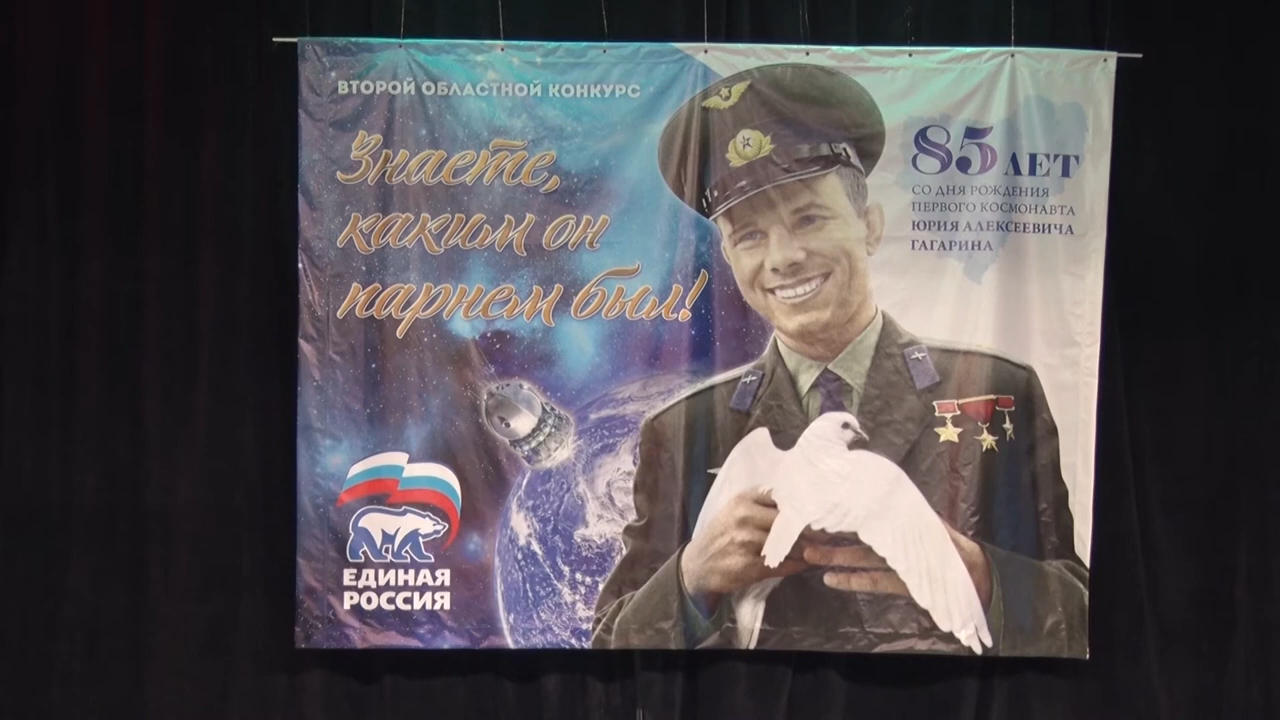 ВТОРОЙ ОБЛАСТНОЙ КОНКУРС
Знаете,
каким он
парнем был!
85 ЛЕТ
СО ДНЯ РОЖДЕНИЯ
ПЕРВОГО КОСМОНАВТА
ЮРИЯ АЛЕКСЕЕВИЧА
ГАГАРИНА
ЕДИНАЯ
РОССИЯ